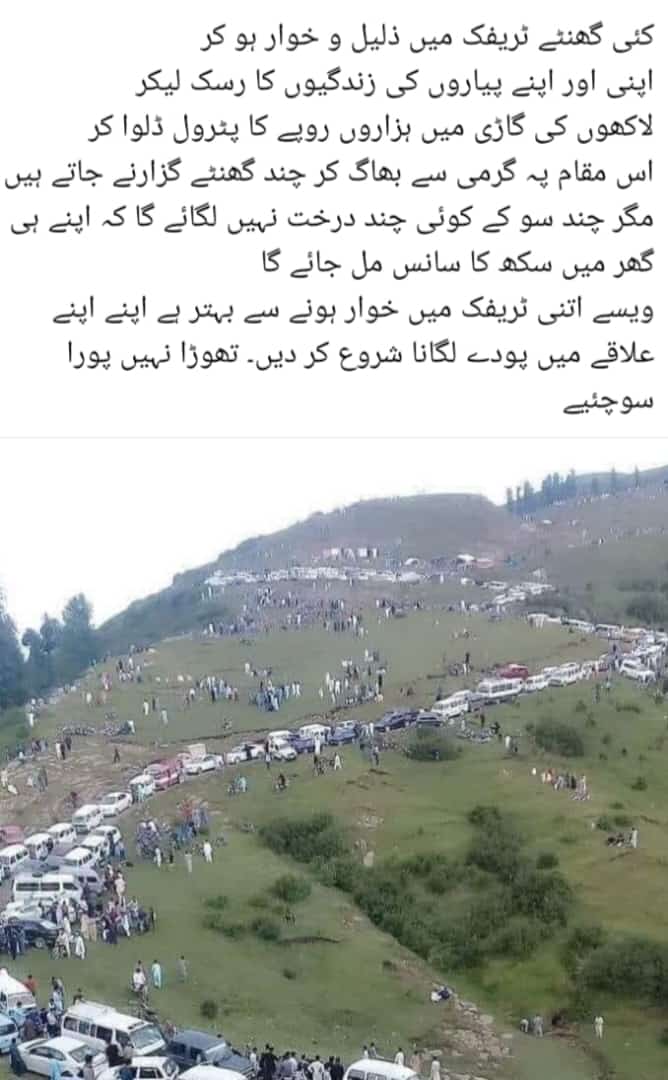 کئی گھنٹے ٹریفک میں ذلیل و خوار ہو کر
اپنی اور اپنے پیاروں کی زندگیوں کا رسک لیکر
لاکھوں کی گاڑی میں ہزاروں روپے کا پٹرول ڈلوا کر
اس مقام پہ گرمی سے بھاگ کر چند گھنٹے گزارنے جاتے ہیں
مگر چند سو کے کوئی چند درخت نہیں لگائے گا کہ اپنے ہی
گھر میں سکھ کا سانس مل جائے گا
ویسے اتنی ٹریفک میں خوار ہونے سے بہتر ہے اپنے اپنے
علاقے میں پودے لگانا شروع کر دیں۔ تھوڑا نہیں پورا
سوچئیے